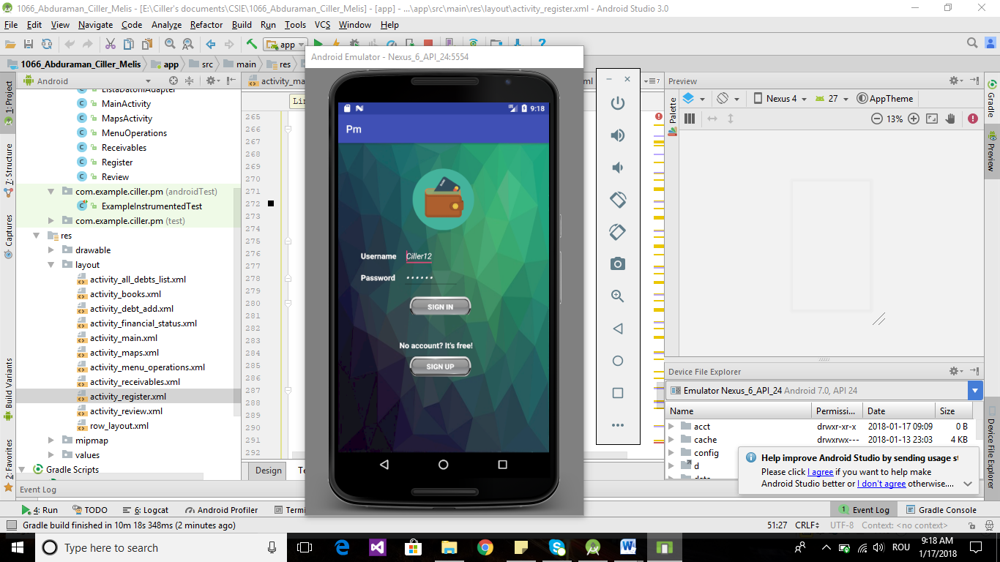 1066_Abduraman_Ciller_Melis - [E:\Ciller's documents\CSIE\1066_Abduraman_Ciller_Melis] - [app] - ...\app\src\main\res\layout\activity_register.xml - Android Studio 3.0
File Edit View Navigate Code Analyze Refactor Build Run Tools VCS Window Help
app
1066_Abduraman_Ciller_Melis app src main res
Android
1: Project
7: Structure
Captures
Build Variants
2: Favorites
ListaDatoriiAdapter
MainActivity
MapsActivity
MenuOperations
Receivables
Register
Review
com.example.ciller.pm (androidTest)
ExampleInstrumentedTest
com.example.ciller.pm (test)
res
drawable
layout
activity_all_debts_list.xml
activity_books.xml
activity_debt_add.xml
activity_financial_status.xml
activity_main.xml
activity_maps.xml
activity_menu_operations.xml
activity_receivables.xml
activity_register.xml
activity_review.xml
row_layout.xml
mipmap
values
Gradle Scripts
activity_ma
Lin
265
266
267
268
269
270
271
272
273
274
275
276
277
278
279
280
281
282
283
284
285
286
287
288
289
290
291
292
Design Te
Android Emulator - Nexus_6_API_24:5554
9:18
Pm
Username Ciller12
Password ••••••
SIGN IN
No account? It's free!
SIGN UP
ml
7
Preview
Palette
Nexus 4 27 AppTheme
13%
Gradle
Preview
Device File Explorer
Device File Explorer
Emulator Nexus_6_API_24 Android 7.0, API 24
Name Permissi... Date Size
acct drwxr-xr-x 2018-01-17 09:09 0 B
cache drwxrwx--- 2018-01-13 23:03 4 KB
config
d
data
Help improve Android Studio by sending usage st
Please click I agree if you want to help make
Android Studio better or I don't agree otherwise....
Event Log
4: Run TODO 6: Logcat Android Profiler Termi Event Log Gradle Console
1
Gradle build finished in 10m 18s 348ms (2 minutes ago) 51:27 CRLF UTF-8 Context: <no context>
Type here to search
ROU
9:18 AM
1/17/2018